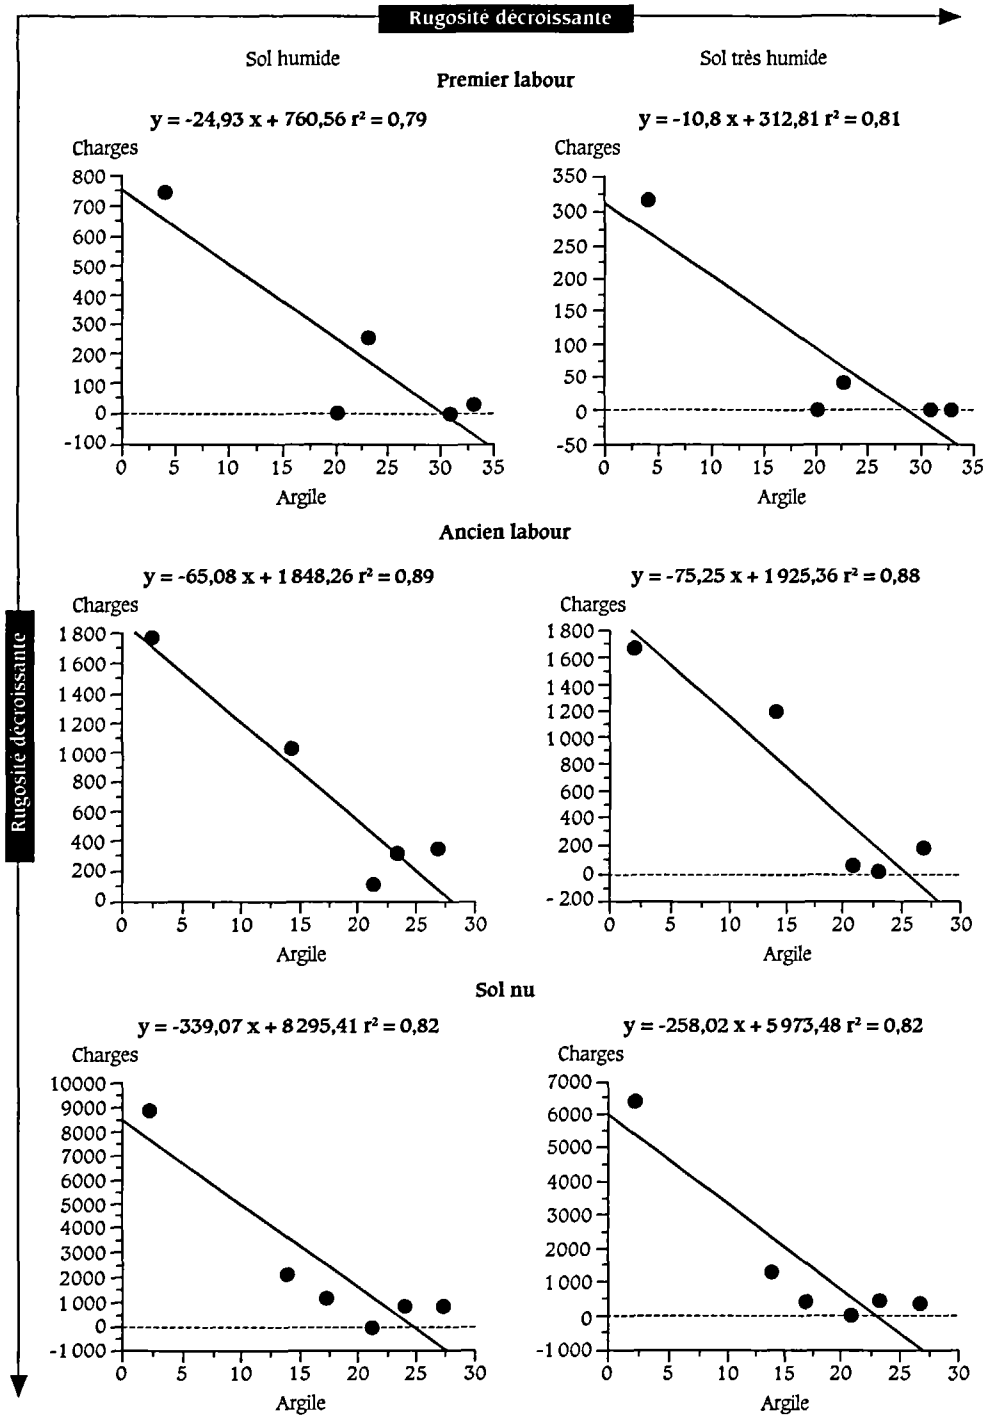 Rugosité décroissante
Sol humide
Sol très humide
Premier labour
y = -24,93 x + 760,56 r² = 0,79
y = -10,8 x + 312,81 r² = 0,81
Charges
Charges
800
700
600
500
400
300
200
100
0
-100
0 5 10 15 20 25 30 35
Argile
350
300
250
200
150
100
50
0
-50
0 5 10 15 20 25 30 35
Argile
Ancien labour
y = -65,08 x + 1 848,26 r² = 0,89
y = -75,25 x + 1 925,36 r² = 0,88
Charges
Charges
1 800
1 600
1 400
1 200
1 000
800
600
400
200
0
0 5 10 15 20 25 30
Argile
1 800
1 600
1 400
1 200
1 000
800
600
400
200
0
- 200
0 5 10 15 20 25 30
Argile
Rugosité décroissante
Sol nu
y = -339,07 x + 8 295,41 r² = 0,82
y = -258,02 x + 5 973,48 r² = 0,82
Charges
Charges
10000
9000
8000
7000
6000
5000
4000
3000
2000
1 000
0
-1 000
0 5 10 15 20 25 30
Argile
7000
6000
5000
4000
3000
2000
1 000
0
-1 000
0 5 10 15 20 25 30
Argile